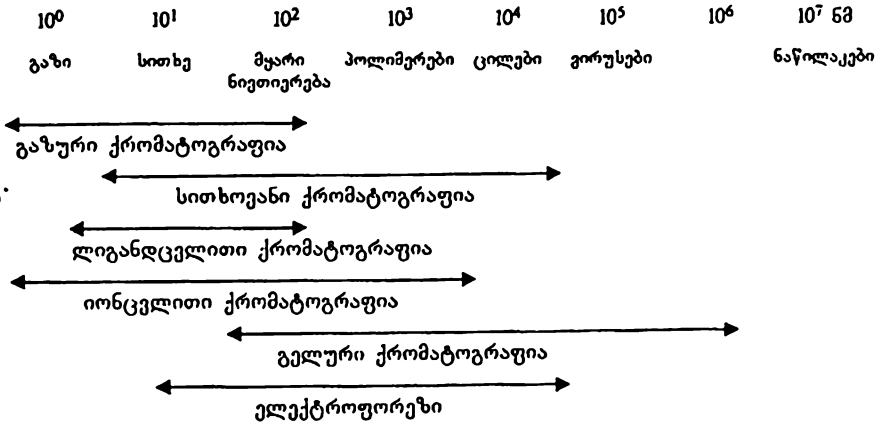 10⁰ 10¹ 10² 10³ 10⁴ 10⁵ 10⁶ 10⁷ ნმ
გაზი სითხე მყარი ნივთიერება პოლიმერები ცილები ვირუსები ნაწილაკები
გაზური ქრომატოგრაფია
სითხოვანი ქრომატოგრაფია
ლიგანდცვლითი ქრომატოგრაფია
იონცვლითი ქრომატოგრაფია
გელური ქრომატოგრაფია
ელექტროფორეზი